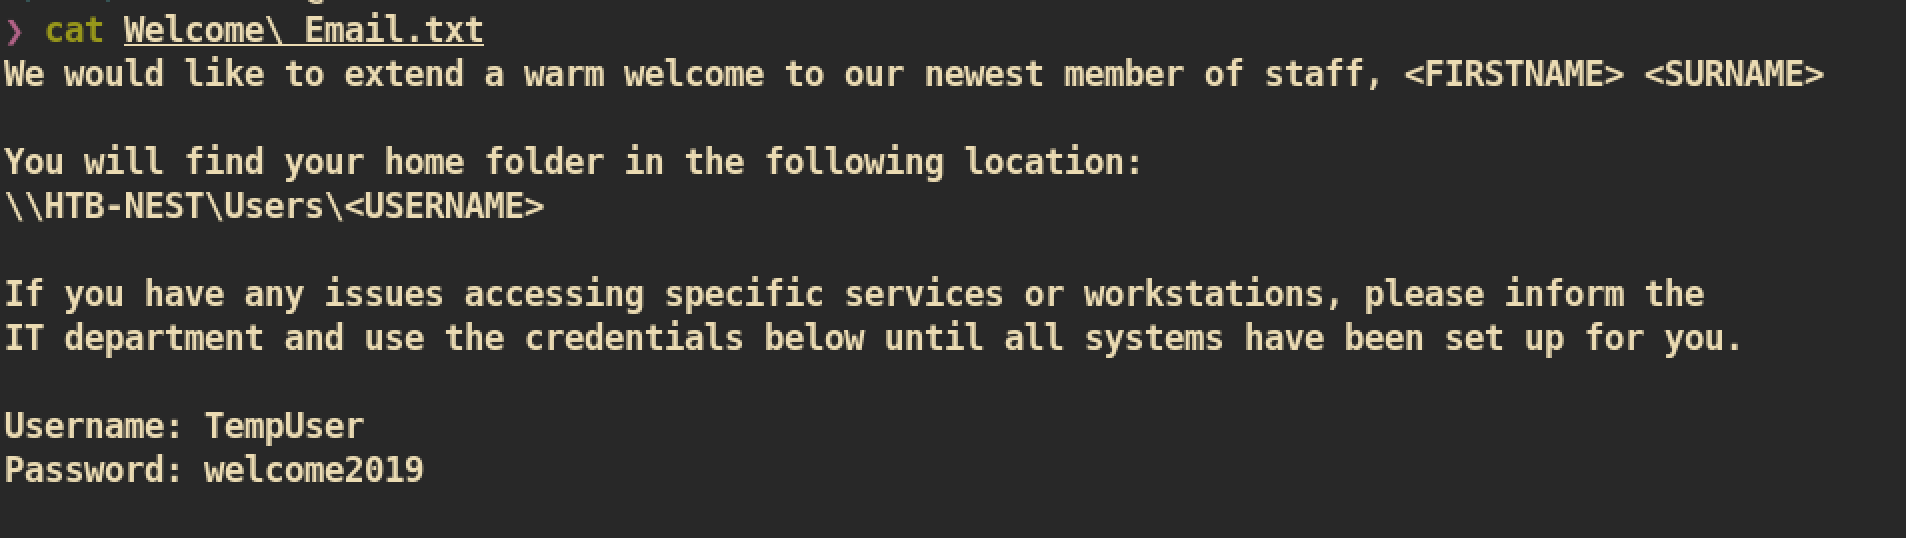 ❯ cat Welcome\ Email.txt
We would like to extend a warm welcome to our newest member of staff, <FIRSTNAME> <SURNAME>
You will find your home folder in the following location:
\\HTB-NEST\Users\<USERNAME>
If you have any issues accessing specific services or workstations, please inform the
IT department and use the credentials below until all systems have been set up for you.
Username: TempUser
Password: welcome2019